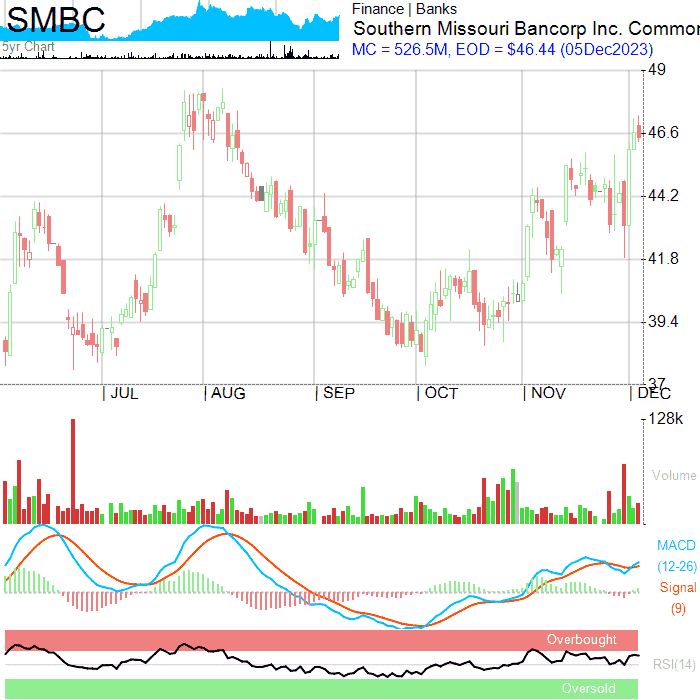 SMBC
5yr Chart
Finance | Banks
Southern Missouri Bancorp Inc. Common
MC = 526.5M, EOD = $46.44 (05Dec2023)
49
46.6
44.2
41.8
39.4
37
| JUL | AUG | SEP | OCT | NOV | DEC
128k
Volume
MACD
(12-26)
Signal
(9)
Overbought
RSI(14)
Oversold